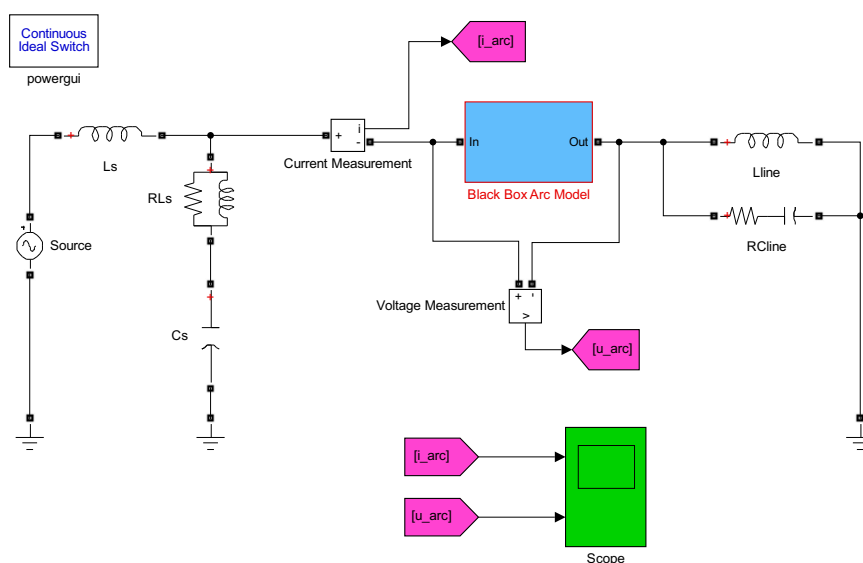 Continuous
Ideal Switch
powergui
[i_arc]
+
i
-
Current Measurement
In
Out
Black Box Arc Model
Ls
Lline
RLs
RCline
Source
Voltage Measurement
+ -
v
[u_arc]
Cs
[i_arc]
[u_arc]
Scope